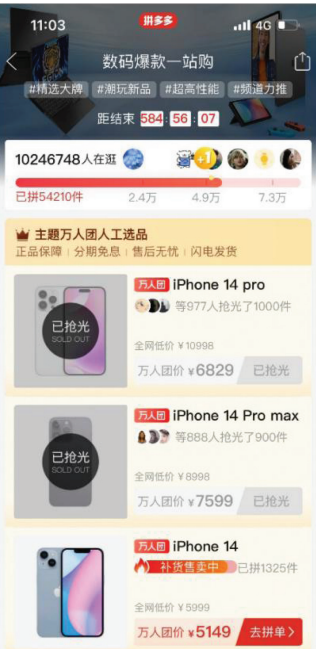 11:03
拼多多
4G
数码爆款一站购
#精选大牌 #潮玩新品 #超高性能 #频道力推
距结束 584:56:07
10246748人在逛 +1
已拼54210件 2.4万 4.9万 7.3万
主题万人团人工选品
正品保障 | 分期免息 | 售后无忧 | 闪电发货
万人团 iPhone 14 pro
等977人抢光了1000件
已抢光
SOLD OUT
全网低价 ¥10998
万人团价 ¥6829 已抢光
万人团 iPhone 14 Pro max
等888人抢光了900件
已抢光
SOLD OUT
全网低价 ¥8998
万人团价 ¥7599 已抢光
万人团 iPhone 14
补货售卖中 已拼1325件
全网低价 ¥5999
万人团价 ¥5149 去拼单